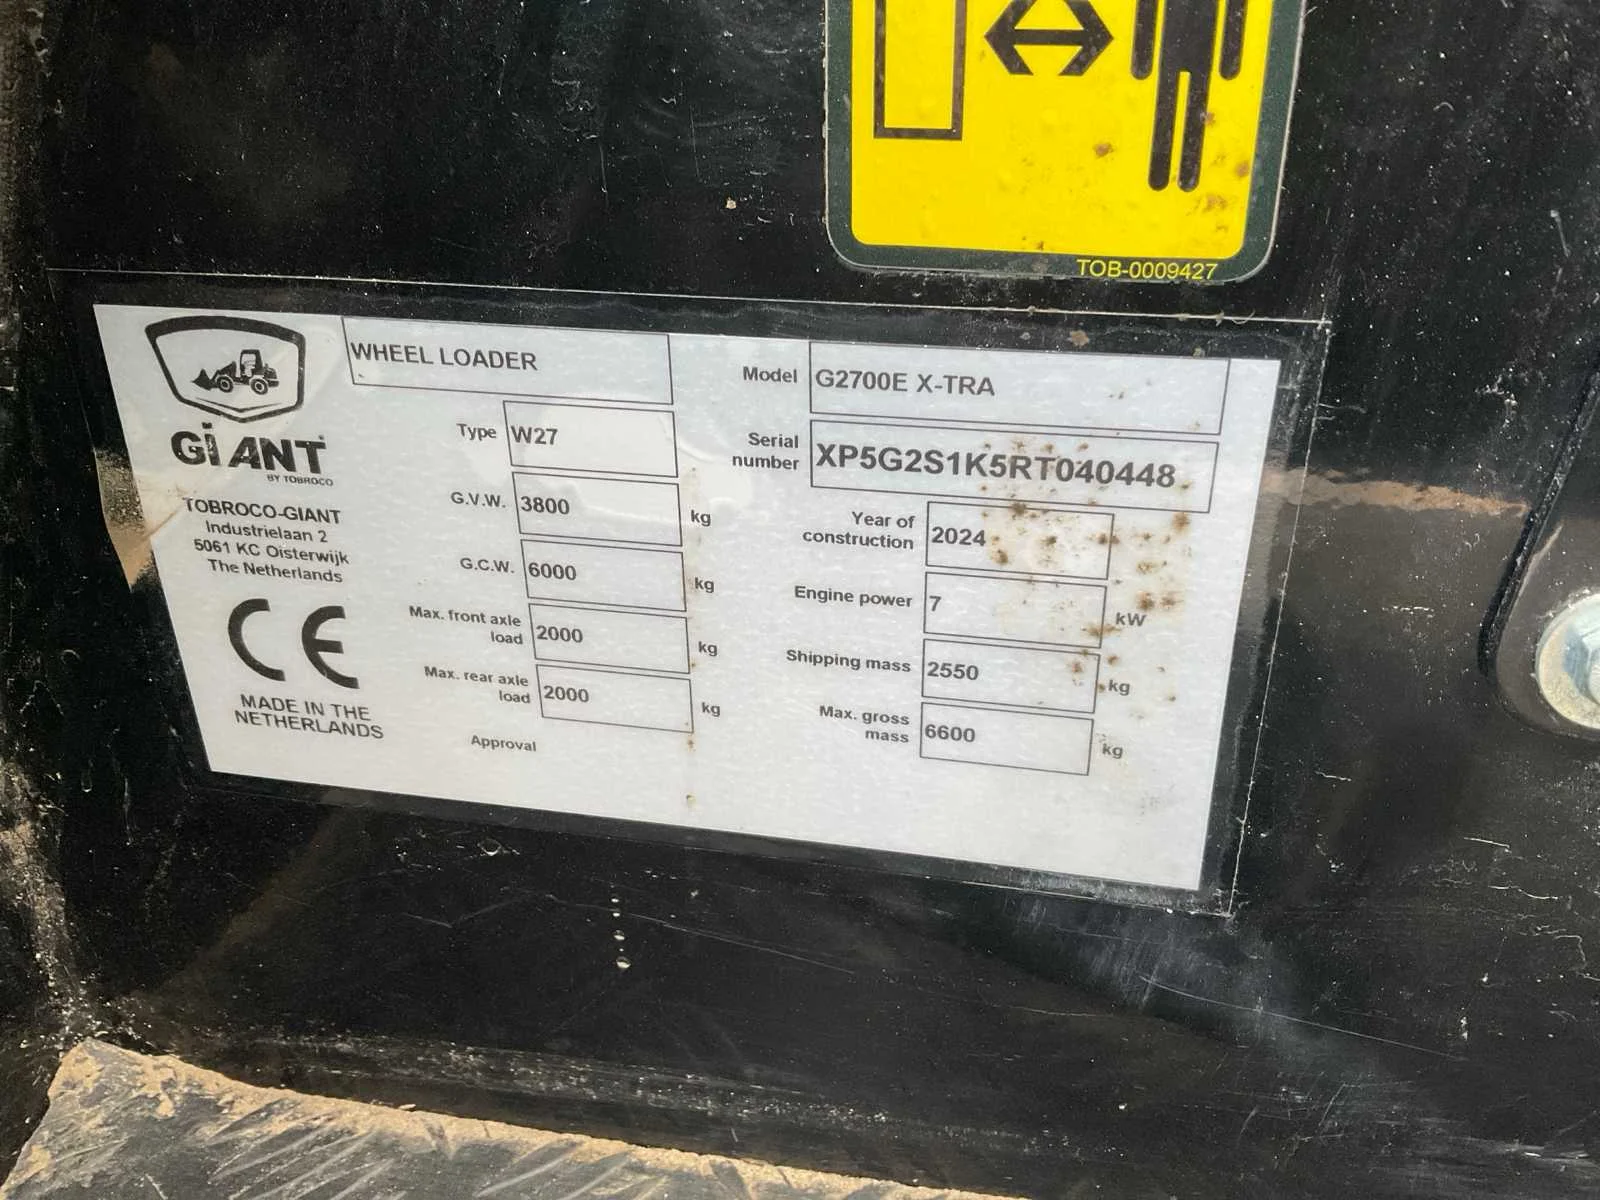 TOB-0009427
GiANT
BY TOBROCO
TOBROCO-GIANT
Industrielaan 2
5061 KC Oisterwijk
The Netherlands
CE
MADE IN THE
NETHERLANDS
WHEEL LOADER
Type W27
G.V.W. 3800 kg
G.C.W. 6000 kg
Max. front axle
load 2000 kg
Max. rear axle
load 2000 kg
Approval
Model G2700E X-TRA
Serial
number XP5G2S1K5RT040448
Year of
construction 2024
Engine power 7 kW
Shipping mass 2550 kg
Max. gross
mass 6600 kg